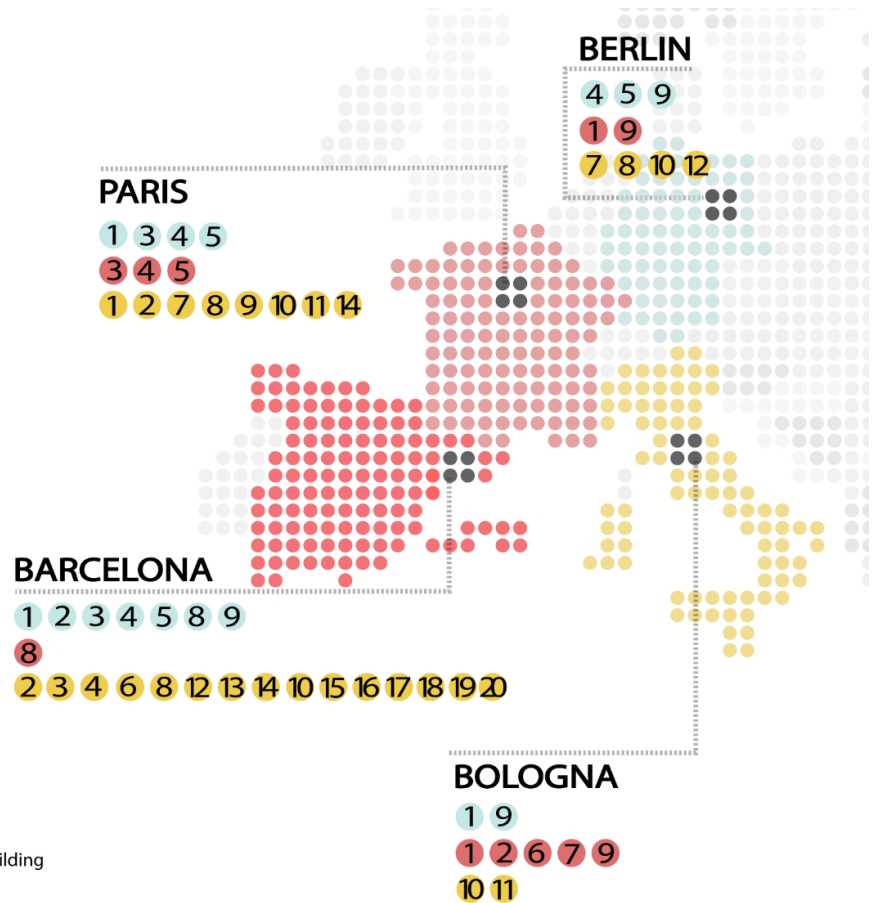 BERLIN
4 5 9
1 9
7 8 10 12
PARIS
1 3 4 5
3 4 5
1 2 7 8 9 10 11 14
BARCELONA
1 2 3 4 5 8 9
8
2 3 4 6 8 12 13 14 10 15 16 17 18 19 20
BOLOGNA
1 9
1 2 6 7 9
10 11
ilding